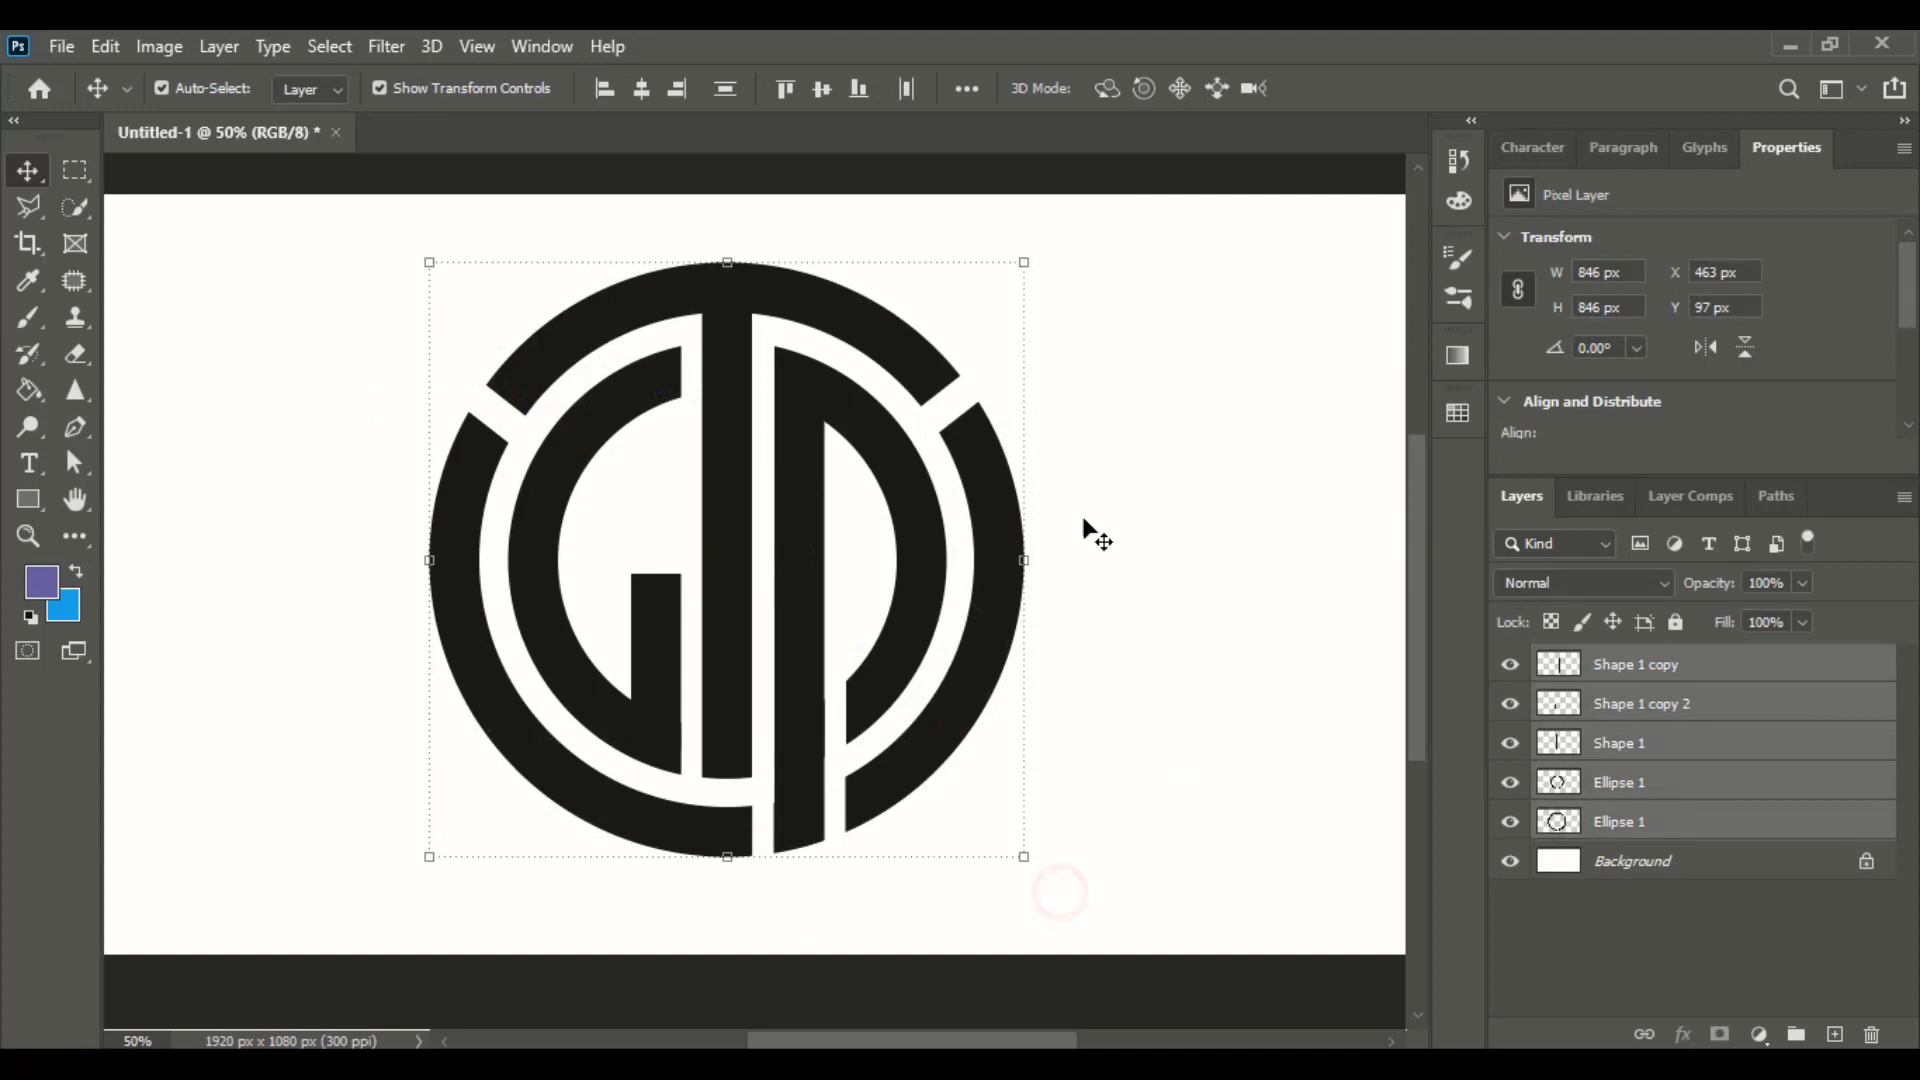 Ps File Edit Image Layer Type Select Filter 3D View Window Help
Auto-Select: Layer Show Transform Controls 3D Mode:
Untitled-1 @ 50% (RGB/8) *
Character Paragraph Glyphs Properties
Pixel Layer
Transform
W 846 px X 463 px
H 846 px Y 97 px
0.00°
Align and Distribute
Align:
Layers Libraries Layer Comps Paths
Kind
Normal Opacity: 100%
Lock: Fill: 100%
Shape 1 copy
Shape 1 copy 2
Shape 1
Ellipse 1
Ellipse 1
Background
50% 1920 px x 1080 px (300 ppi)